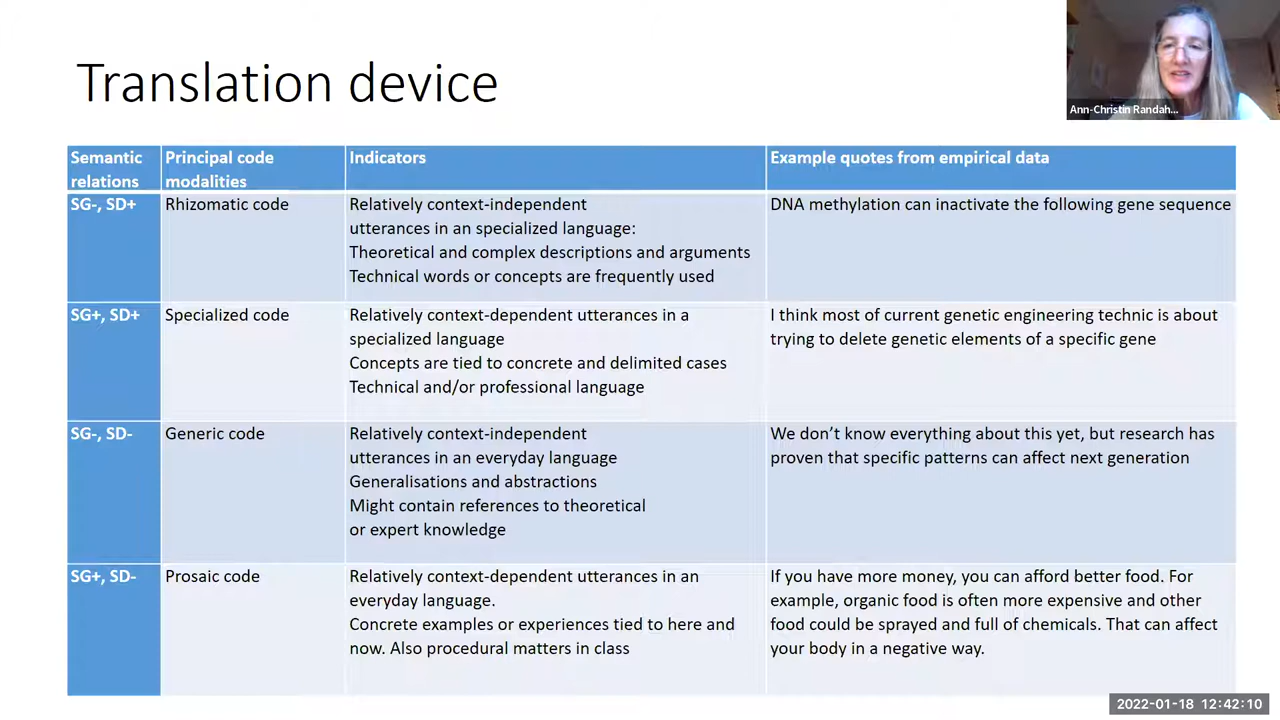 Translation device
Ann-Christin Randah...
Semantic
relations
Principal code
modalities
Indicators
Example quotes from empirical data
SG-, SD+
Rhizomatic code
Relatively context-independent
utterances in an specialized language:
Theoretical and complex descriptions and arguments
Technical words or concepts are frequently used
DNA methylation can inactivate the following gene sequence
SG+, SD+
Specialized code
Relatively context-dependent utterances in a
specialized language
Concepts are tied to concrete and delimited cases
Technical and/or professional language
I think most of current genetic engineering technic is about
trying to delete genetic elements of a specific gene
SG-, SD-
Generic code
Relatively context-independent
utterances in an everyday language
Generalisations and abstractions
Might contain references to theoretical
or expert knowledge
We don’t know everything about this yet, but research has
proven that specific patterns can affect next generation
SG+, SD-
Prosaic code
Relatively context-dependent utterances in an
everyday language.
Concrete examples or experiences tied to here and
now. Also procedural matters in class
If you have more money, you can afford better food. For
example, organic food is often more expensive and other
food could be sprayed and full of chemicals. That can affect
your body in a negative way.
2022-01-18 12:42:10